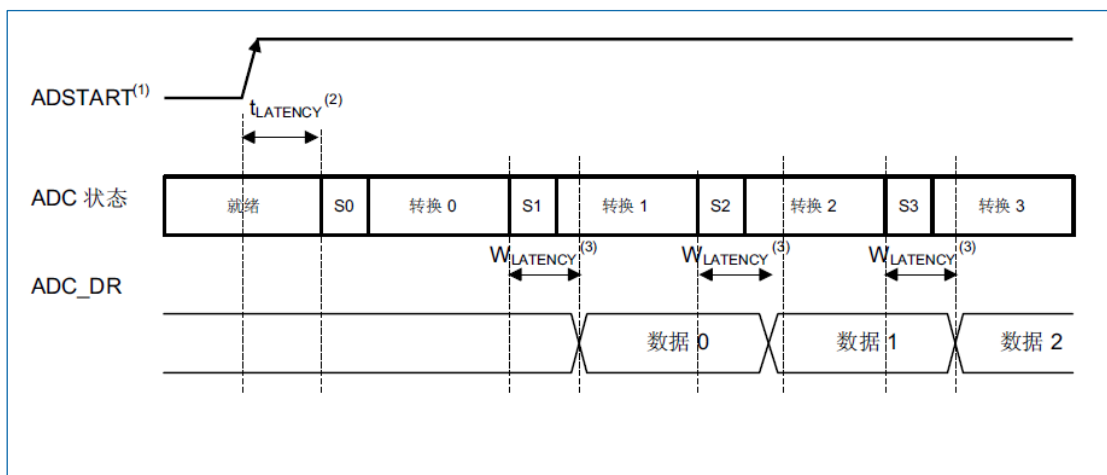 ADSTART(1)
tLATENCY(2)
ADC 状态
就绪 S0 转换 0 S1 转换 1 S2 转换 2 S3 转换 3
WLATENCY(3) WLATENCY(3) WLATENCY(3)
ADC_DR
数据 0 数据 1 数据 2